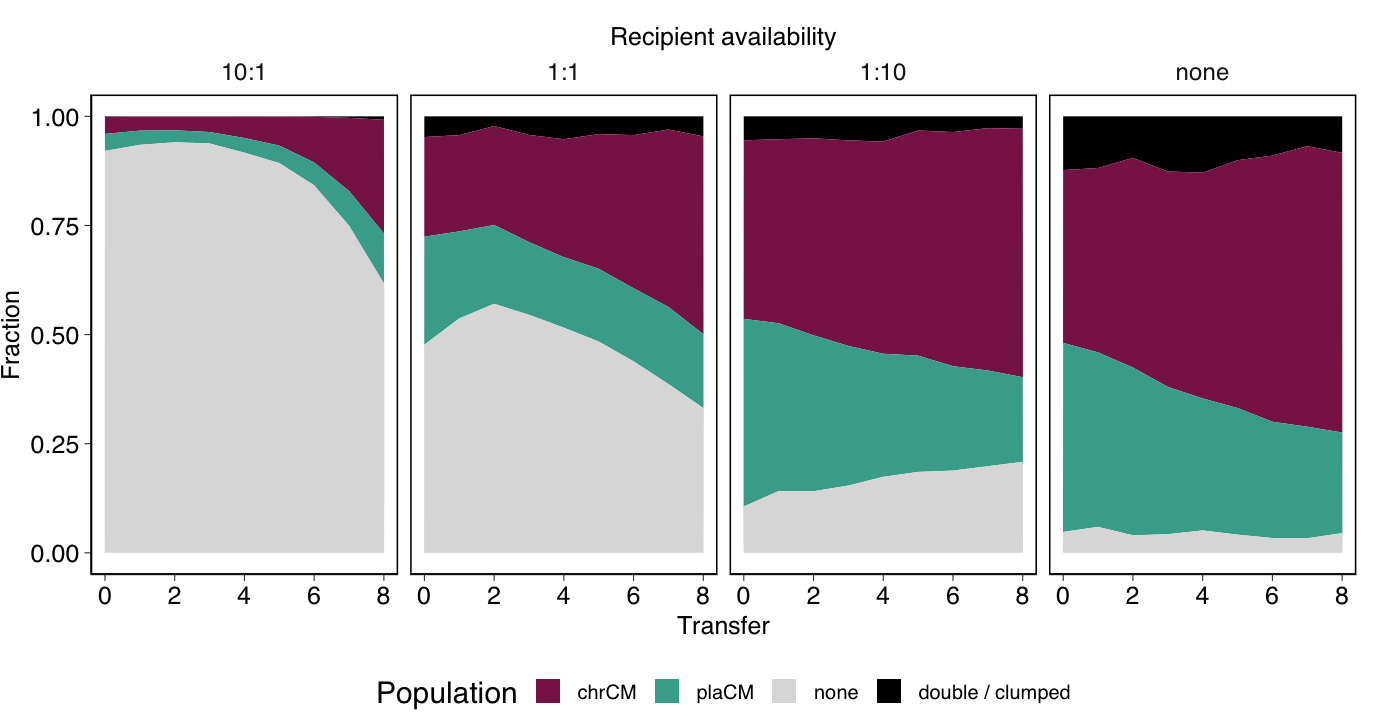 Recipient availability
10:1 1:1 1:10 none
Fraction
1.00
0.75
0.50
0.25
0.00
0 2 4 6 8 0 2 4 6 8 0 2 4 6 8 0 2 4 6 8
Transfer
Population chrCM plaCM none double / clumped